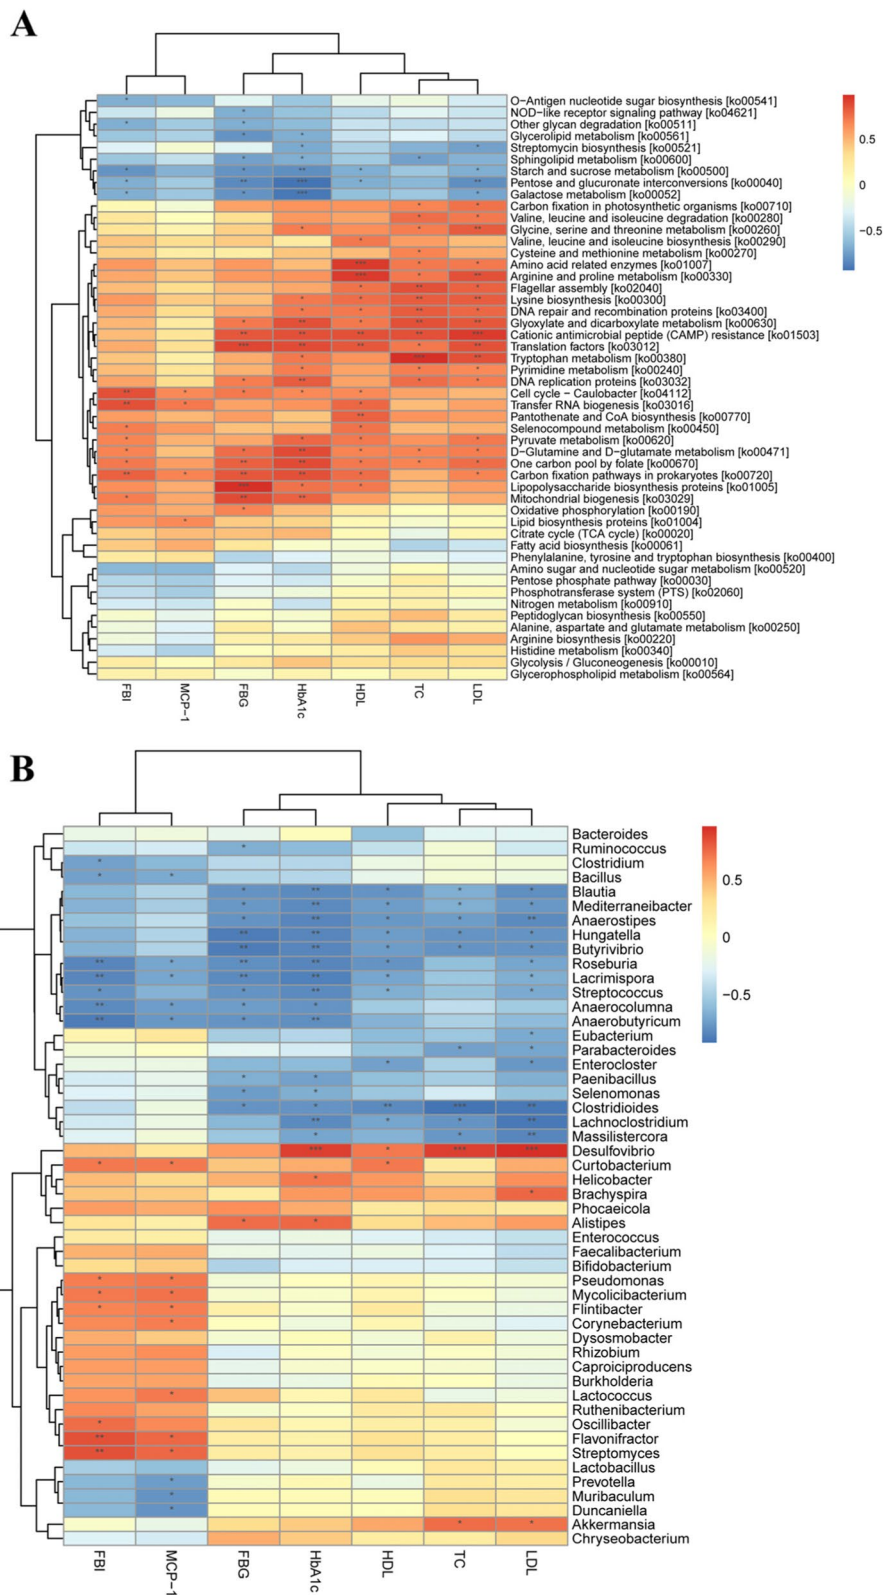 A
O−Antigen nucleotide sugar biosynthesis [ko00541]
NOD−like receptor signaling pathway [ko04621]
Other glycan degradation [ko00511]
Glycerolipid metabolism [ko00561]
Streptomycin biosynthesis [ko00521]
Sphingolipid metabolism [ko00600]
Starch and sucrose metabolism [ko00500]
Pentose and glucuronate interconversions [ko00040]
Galactose metabolism [ko00052]
Carbon fixation in photosynthetic organisms [ko00710]
Valine, leucine and isoleucine degradation [ko00280]
Glycine, serine and threonine metabolism [ko00260]
Valine, leucine and isoleucine biosynthesis [ko00290]
Cysteine and methionine metabolism [ko00270]
Amino acid related enzymes [ko01007]
Arginine and proline metabolism [ko00330]
Flagellar assembly [ko02040]
Lysine biosynthesis [ko00300]
DNA repair and recombination proteins [ko03400]
Glyoxylate and dicarboxylate metabolism [ko00630]
Cationic antimicrobial peptide (CAMP) resistance [ko01503]
Translation factors [ko03012]
Tryptophan metabolism [ko00380]
Pyrimidine metabolism [ko00240]
DNA replication proteins [ko03032]
Cell cycle − Caulobacter [ko04112]
Transfer RNA biogenesis [ko03016]
Pantothenate and CoA biosynthesis [ko00770]
Selenocompound metabolism [ko00450]
Pyruvate metabolism [ko00620]
D−Glutamine and D−glutamate metabolism [ko00471]
One carbon pool by folate [ko00670]
Carbon fixation pathways in prokaryotes [ko00720]
Lipopolysaccharide biosynthesis proteins [ko01005]
Mitochondrial biogenesis [ko03029]
Oxidative phosphorylation [ko00190]
Lipid biosynthesis proteins [ko01004]
Citrate cycle (TCA cycle) [ko00020]
Fatty acid biosynthesis [ko00061]
Phenylalanine, tyrosine and tryptophan biosynthesis [ko00400]
Amino sugar and nucleotide sugar metabolism [ko00520]
Pentose phosphate pathway [ko00030]
Phosphotransferase system (PTS) [ko02060]
Nitrogen metabolism [ko00910]
Peptidoglycan biosynthesis [ko00550]
Alanine, aspartate and glutamate metabolism [ko00250]
Arginine biosynthesis [ko00220]
Histidine metabolism [ko00340]
Glycolysis / Gluconeogenesis [ko00010]
Glycerophospholipid metabolism [ko00564]
0.5
0
−0.5
FBI MCP−1 FBG HbA1c HDL TC LDL
B
Bacteroides
Ruminococcus
Clostridium
Bacillus
Blautia
Mediterraneibacter
Anaerostipes
Hungatella
Butyrivibrio
Roseburia
Lacrimispora
Streptococcus
Anaerocolumna
Anaerobutyricum
Eubacterium
Parabacteroides
Enterocloster
Paenibacillus
Selenomonas
Clostridioides
Lachnoclostridium
Massilistercora
Desulfovibrio
Curtobacterium
Helicobacter
Brachyspira
Phocaeicola
Alistipes
Enterococcus
Faecalibacterium
Bifidobacterium
Pseudomonas
Mycolicibacterium
Flintibacter
Corynebacterium
Dysosmobacter
Rhizobium
Caproiciproducens
Burkholderia
Lactococcus
Ruthenibacterium
Oscillibacter
Flavonifractor
Streptomyces
Lactobacillus
Prevotella
Muribaculum
Duncaniella
Akkermansia
Chryseobacterium
0.5
0
−0.5
FBI MCP−1 FBG HbA1c HDL TC LDL